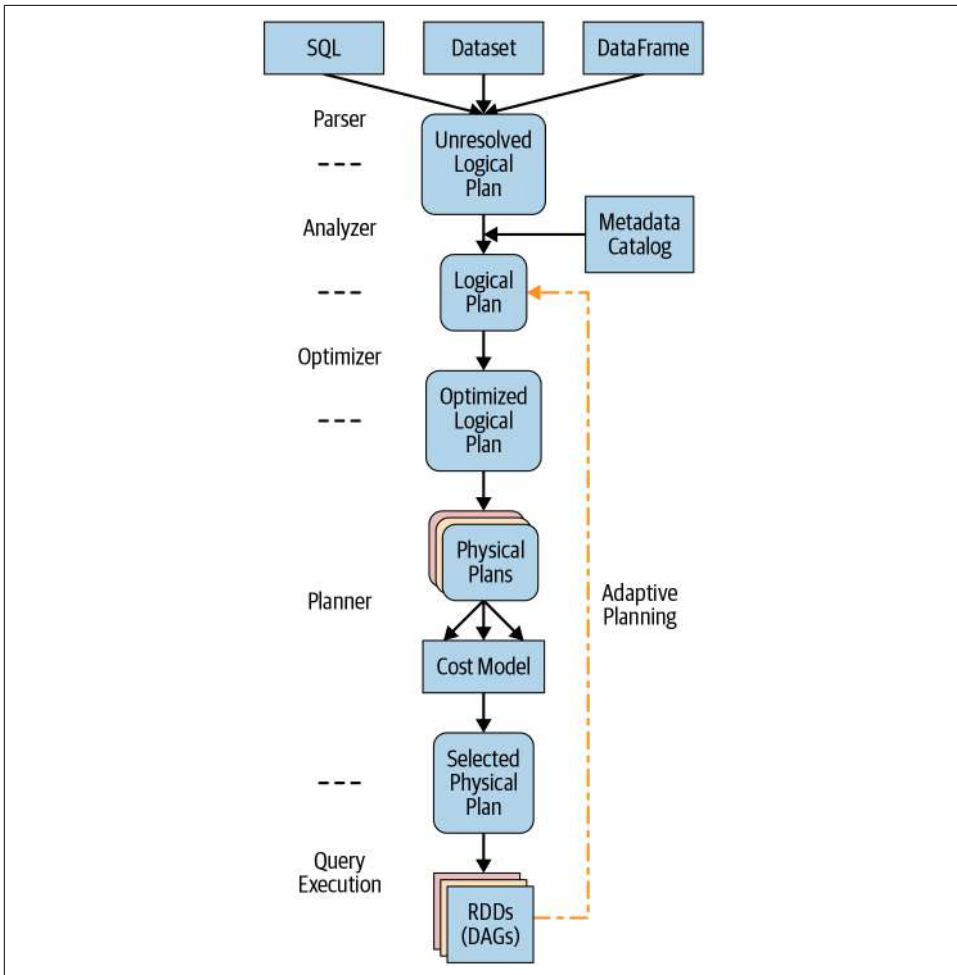 SQL
Dataset
DataFrame
Parser
Unresolved
Logical
Plan
Analyzer
Metadata
Catalog
Logical
Plan
Optimizer
Optimized
Logical
Plan
Physical
Plans
Planner
Adaptive
Planning
Cost Model
Selected
Physical
Plan
Query
Execution
RDDs
(DAGs)